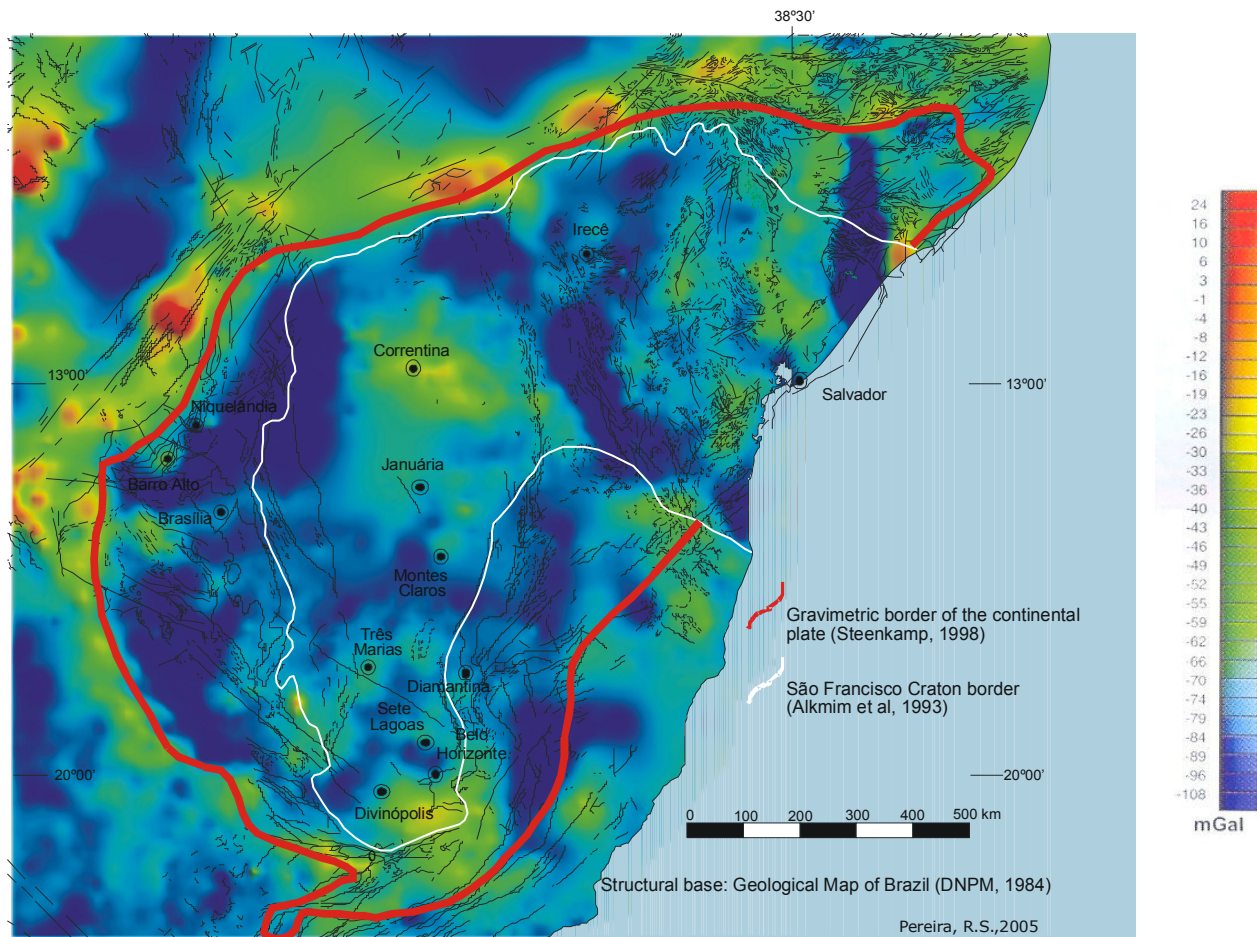 38º30'
Irecê
Correntina
13º00'
13º00'
Salvador
Niquelândia
Januária
Barro Alto
Brasília
Montes
Claros
Gravimetric border of the continental
plate (Steenkamp, 1998)
Três
Marias
Diamantina
São Francisco Craton border
(Alkmim et al, 1993)
Sete
Lagoas
Belo
Horizonte
20º00'
20º00'
Divinópolis
0 100 200 300 400 500 km
0
Structural base: Geological Map of Brazil (DNPM, 1984)
Pereira, R.S.,2005
24
16
10
6
3
-1
-4
-8
-12
-16
-19
-23
-26
-30
-33
-36
-40
-43
-46
-49
-52
-55
-59
-62
-66
-70
-74
-79
-84
-89
-96
-108
mGal